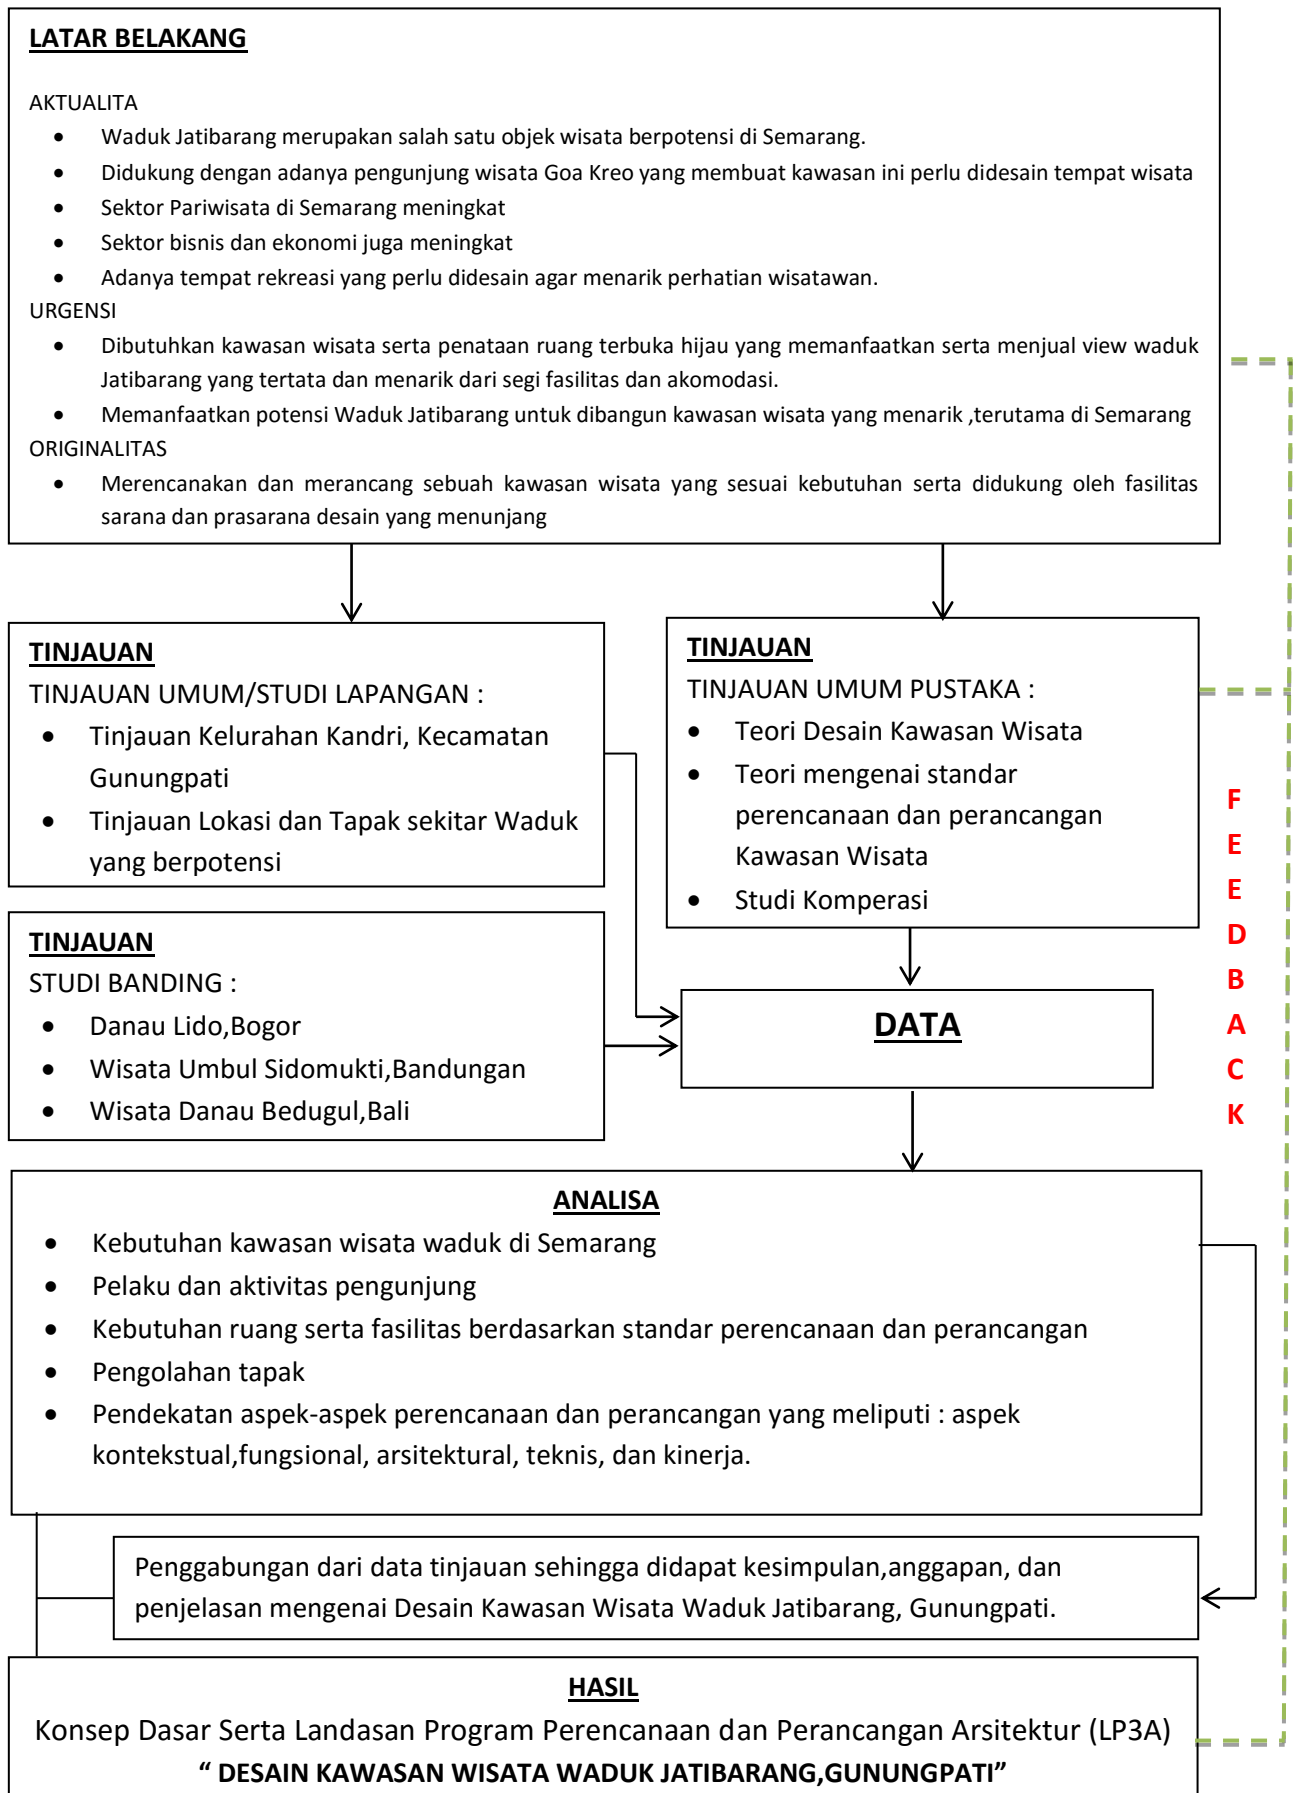 LATAR BELAKANG
AKTUALITA
• Waduk Jatibarang merupakan salah satu objek wisata berpotensi di Semarang.
• Didukung dengan adanya pengunjung wisata Goa Kreo yang membuat kawasan ini perlu didesain tempat wisata
• Sektor Pariwisata di Semarang meningkat
• Sektor bisnis dan ekonomi juga meningkat
• Adanya tempat rekreasi yang perlu didesain agar menarik perhatian wisatawan.
URGENSI
• Dibutuhkan kawasan wisata serta penataan ruang terbuka hijau yang memanfaatkan serta menjual view waduk
Jatibarang yang tertata dan menarik dari segi fasilitas dan akomodasi.
• Memanfaatkan potensi Waduk Jatibarang untuk dibangun kawasan wisata yang menarik ,terutama di Semarang
ORIGINALITAS
• Merencanakan dan merancang sebuah kawasan wisata yang sesuai kebutuhan serta didukung oleh fasilitas
sarana dan prasarana desain yang menunjang
TINJAUAN
TINJAUAN UMUM/STUDI LAPANGAN :
• Tinjauan Kelurahan Kandri, Kecamatan
Gunungpati
• Tinjauan Lokasi dan Tapak sekitar Waduk
yang berpotensi
TINJAUAN
TINJAUAN UMUM PUSTAKA :
• Teori Desain Kawasan Wisata
• Teori mengenai standar
perencanaan dan perancangan
Kawasan Wisata
• Studi Komperasi
TINJAUAN
STUDI BANDING :
• Danau Lido,Bogor
• Wisata Umbul Sidomukti,Bandungan
• Wisata Danau Bedugul,Bali
DATA
F
E
E
D
B
A
C
K
ANALISA
• Kebutuhan kawasan wisata waduk di Semarang
• Pelaku dan aktivitas pengunjung
• Kebutuhan ruang serta fasilitas berdasarkan standar perencanaan dan perancangan
• Pengolahan tapak
• Pendekatan aspek-aspek perencanaan dan perancangan yang meliputi : aspek
kontekstual,fungsional, arsitektural, teknis, dan kinerja.
Penggabungan dari data tinjauan sehingga didapat kesimpulan,anggapan, dan
penjelasan mengenai Desain Kawasan Wisata Waduk Jatibarang, Gunungpati.
HASIL
Konsep Dasar Serta Landasan Program Perencanaan dan Perancangan Arsitektur (LP3A)
“ DESAIN KAWASAN WISATA WADUK JATIBARANG,GUNUNGPATI”